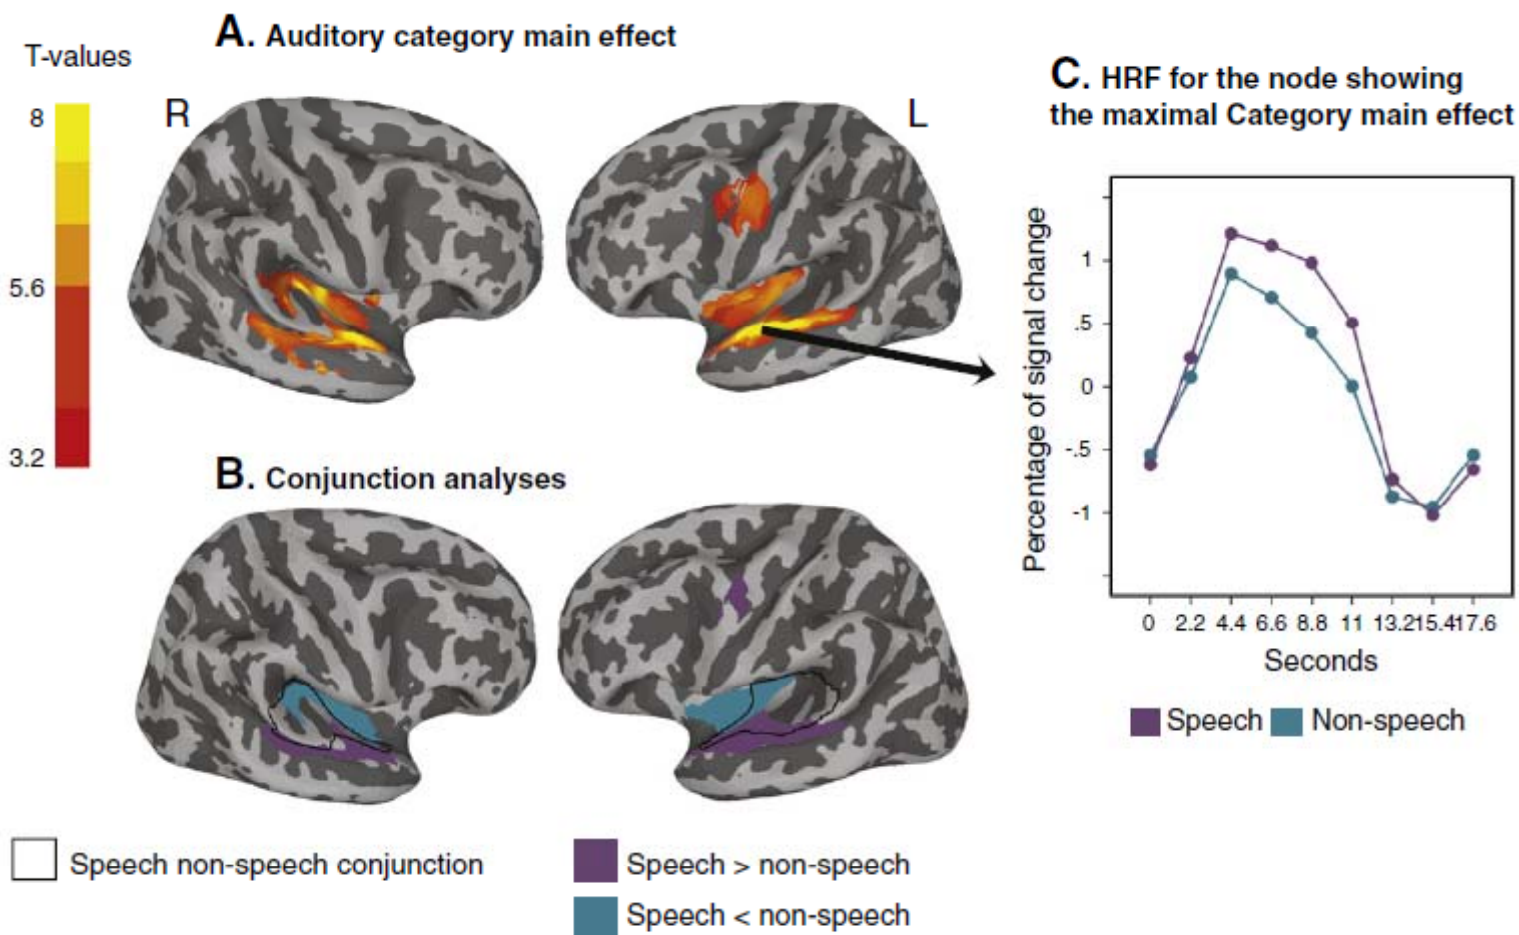 A. Auditory category main effect
T-values
8
5.6
3.2
R
L
C. HRF for the node showing
the maximal Category main effect
Percentage of signal change
1
.5
0
-.5
-1
0 2.2 4.4 6.6 8.8 11 13.2 15.4 17.6
Seconds
Speech Non-speech
B. Conjunction analyses
Speech non-speech conjunction
Speech > non-speech
Speech < non-speech